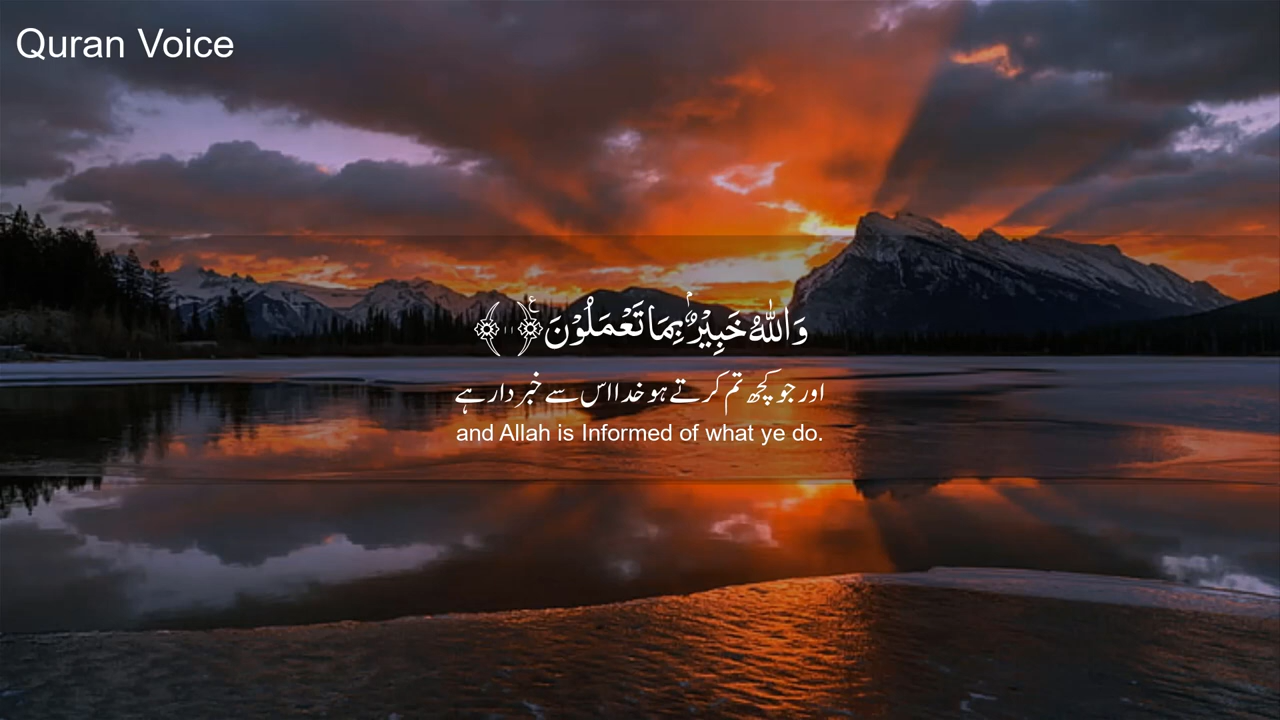 Quran Voice
وَاللّٰهُ خَبِيْرٌۢ بِمَا تَعْمَلُوْنَ ﴿۱۱﴾
اور جو کچھ تم کرتے ہو خدا اس سے خبردار ہے
and Allah is Informed of what ye do.